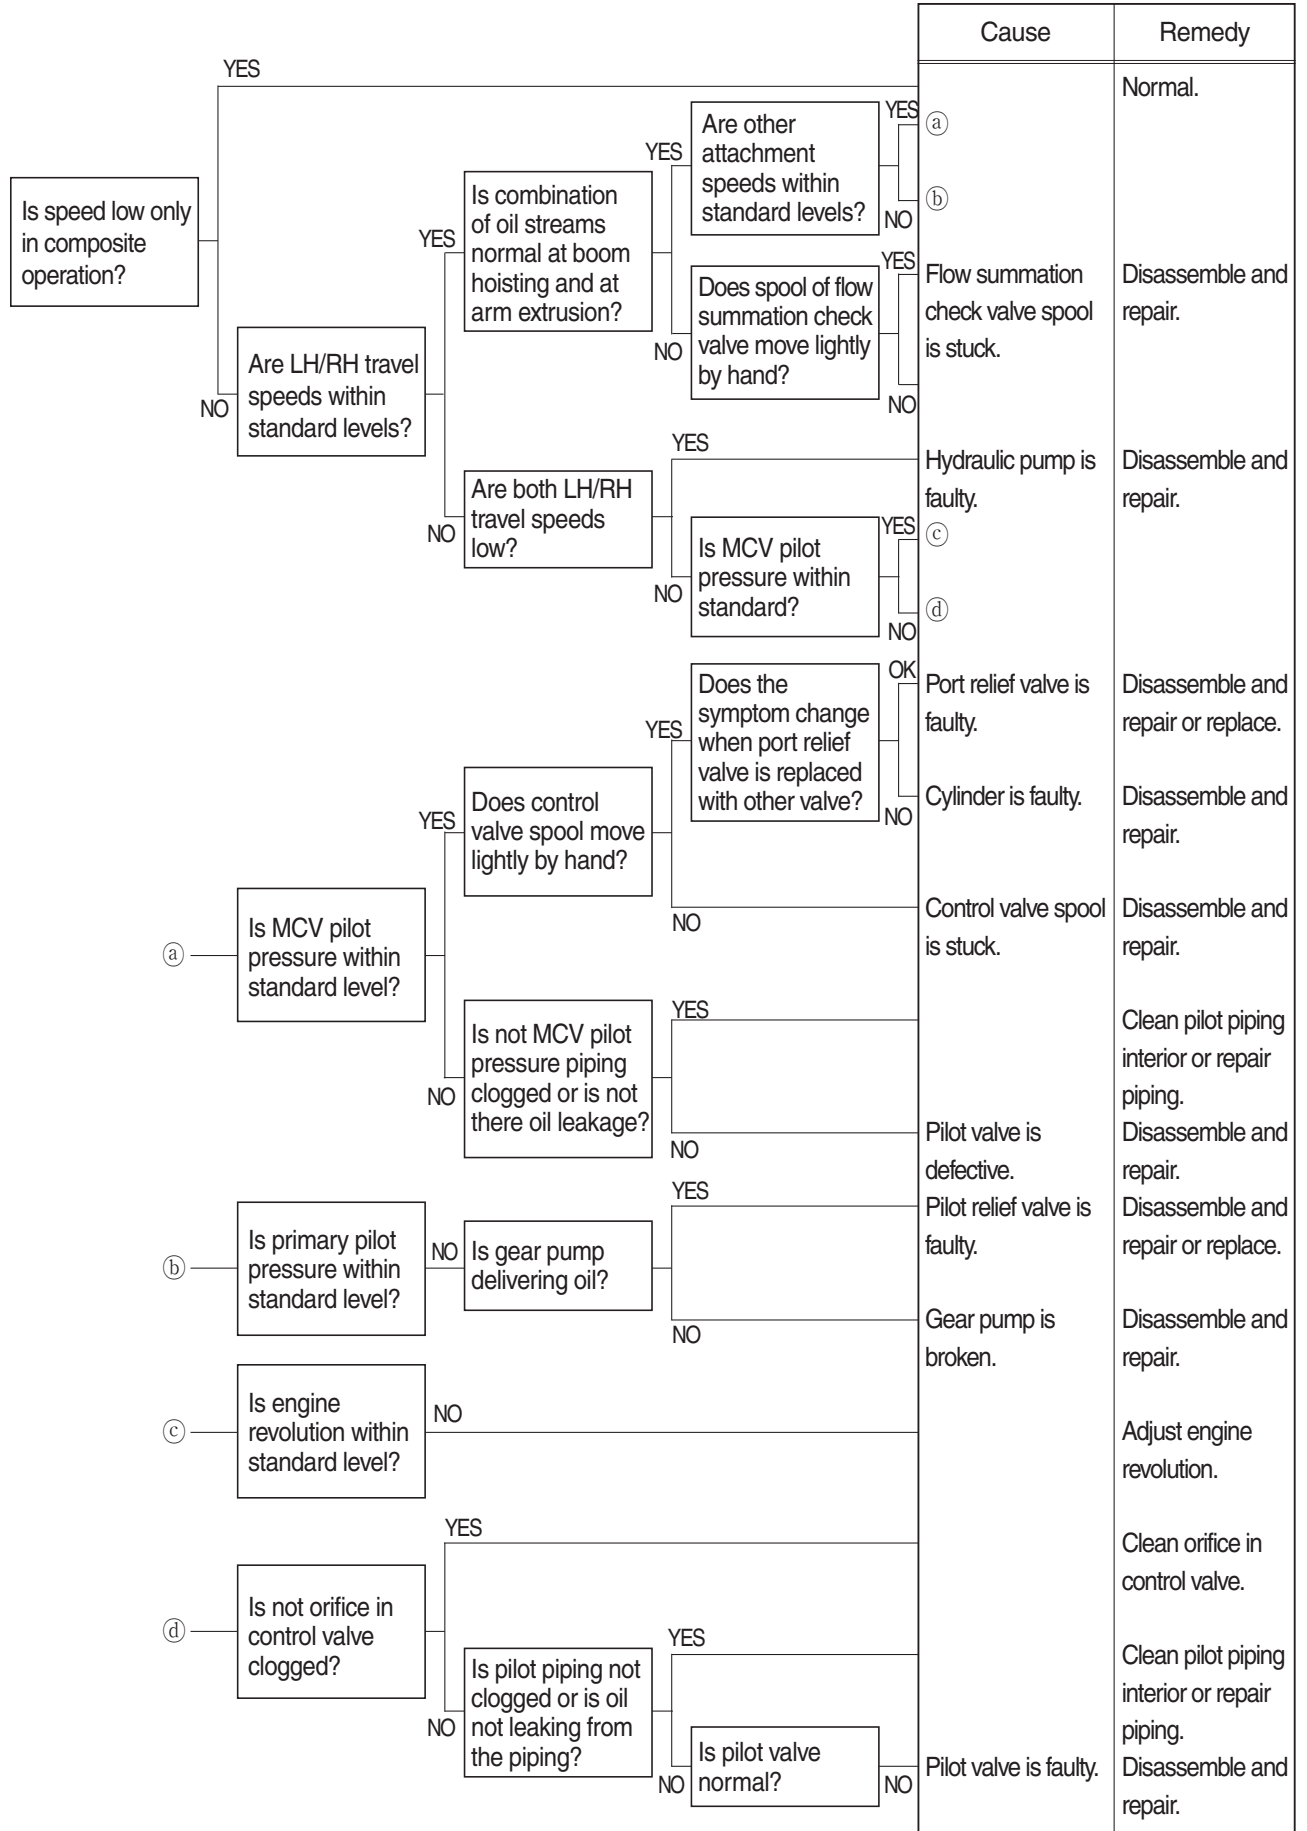 Cause
Remedy
YES
Normal.
Is speed low only
in composite
operation?
NO
Are LH/RH travel
speeds within
standard levels?
YES
Is combination
of oil streams
normal at boom
hoisting and at
arm extrusion?
YES
Are other
attachment
speeds within
standard levels?
YES
ⓐ
NO
ⓑ
NO
Does spool of flow
summation check
valve move lightly
by hand?
YES
NO
Flow summation
check valve spool
is stuck.
Disassemble and
repair.
NO
Are both LH/RH
travel speeds
low?
YES
Hydraulic pump is
faulty.
Disassemble and
repair.
NO
Is MCV pilot
pressure within
standard?
YES
ⓒ
NO
ⓓ
ⓐ
Is MCV pilot
pressure within
standard level?
YES
Does control
valve spool move
lightly by hand?
YES
Does the
symptom change
when port relief
valve is replaced
with other valve?
OK
Port relief valve is
faulty.
Disassemble and
repair or replace.
NO
Cylinder is faulty.
Disassemble and
repair.
NO
Control valve spool
is stuck.
Disassemble and
repair.
NO
Is not MCV pilot
pressure piping
clogged or is not
there oil leakage?
YES
Clean pilot piping
interior or repair
piping.
NO
Pilot valve is
defective.
Disassemble and
repair.
ⓑ
Is primary pilot
pressure within
standard level?
NO
Is gear pump
delivering oil?
YES
Pilot relief valve is
faulty.
Disassemble and
repair or replace.
NO
Gear pump is
broken.
Disassemble and
repair.
ⓒ
Is engine
revolution within
standard level?
NO
Adjust engine
revolution.
ⓓ
Is not orifice in
control valve
clogged?
YES
Clean orifice in
control valve.
NO
Is pilot piping not
clogged or is oil
not leaking from
the piping?
YES
Clean pilot piping
interior or repair
piping.
NO
Is pilot valve
normal?
NO
Pilot valve is faulty.
Disassemble and
repair.